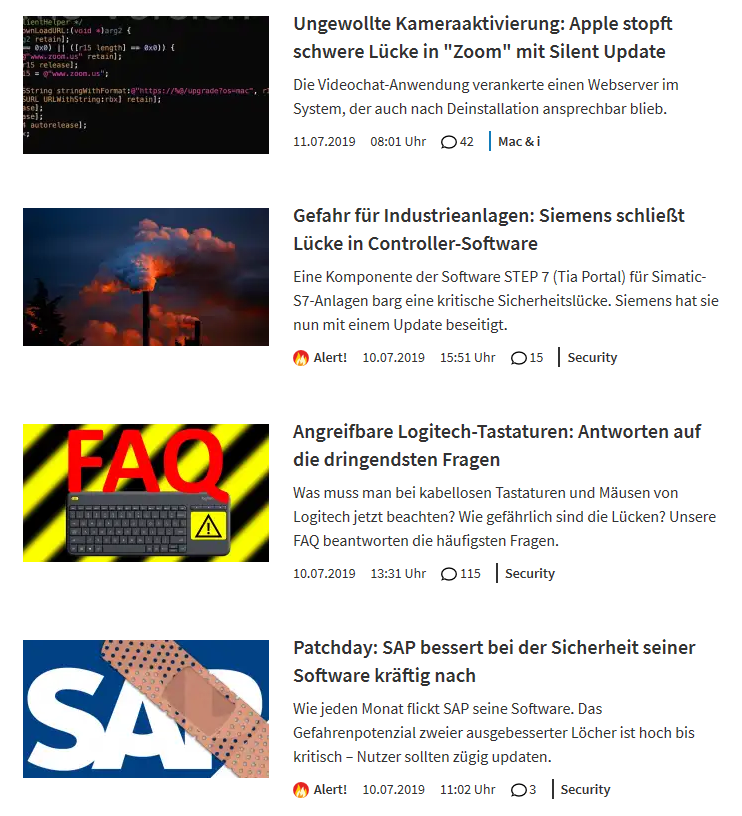 lientHelper */
ownLoadURL:(void *)arg2 {
g2 retain];
== 0x0) || ([r15 length] == 0x0)) {
@"www.zoom.us" retain];
r15 release];
15 = @"www.zoom.us";
GString stringWithFormat:@"https://%@/upgrade?os=mac", r1
SURL URLWithString:rbx] retain];
ase];
ase];
4 autorelease];
Ungewollte Kameraaktivierung: Apple stopft
schwere Lücke in "Zoom" mit Silent Update
Die Videochat-Anwendung verankerte einen Webserver im
System, der auch nach Deinstallation ansprechbar blieb.
11.07.2019 08:01 Uhr 42 Mac & i
Gefahr für Industrieanlagen: Siemens schließt
Lücke in Controller-Software
Eine Komponente der Software STEP 7 (Tia Portal) für Simatic-
S7-Anlagen barg eine kritische Sicherheitslücke. Siemens hat sie
nun mit einem Update beseitigt.
Alert! 10.07.2019 15:51 Uhr 15 Security
FAQ
Angreifbare Logitech-Tastaturen: Antworten auf
die dringendsten Fragen
Was muss man bei kabellosen Tastaturen und Mäusen von
Logitech jetzt beachten? Wie gefährlich sind die Lücken? Unsere
FAQ beantworten die häufigsten Fragen.
10.07.2019 13:31 Uhr 115 Security
SAP
Patchday: SAP bessert bei der Sicherheit seiner
Software kräftig nach
Wie jeden Monat flickt SAP seine Software. Das
Gefahrenpotenzial zweier ausgebesserter Löcher ist hoch bis
kritisch – Nutzer sollten zügig updaten.
Alert! 10.07.2019 11:02 Uhr 3 Security